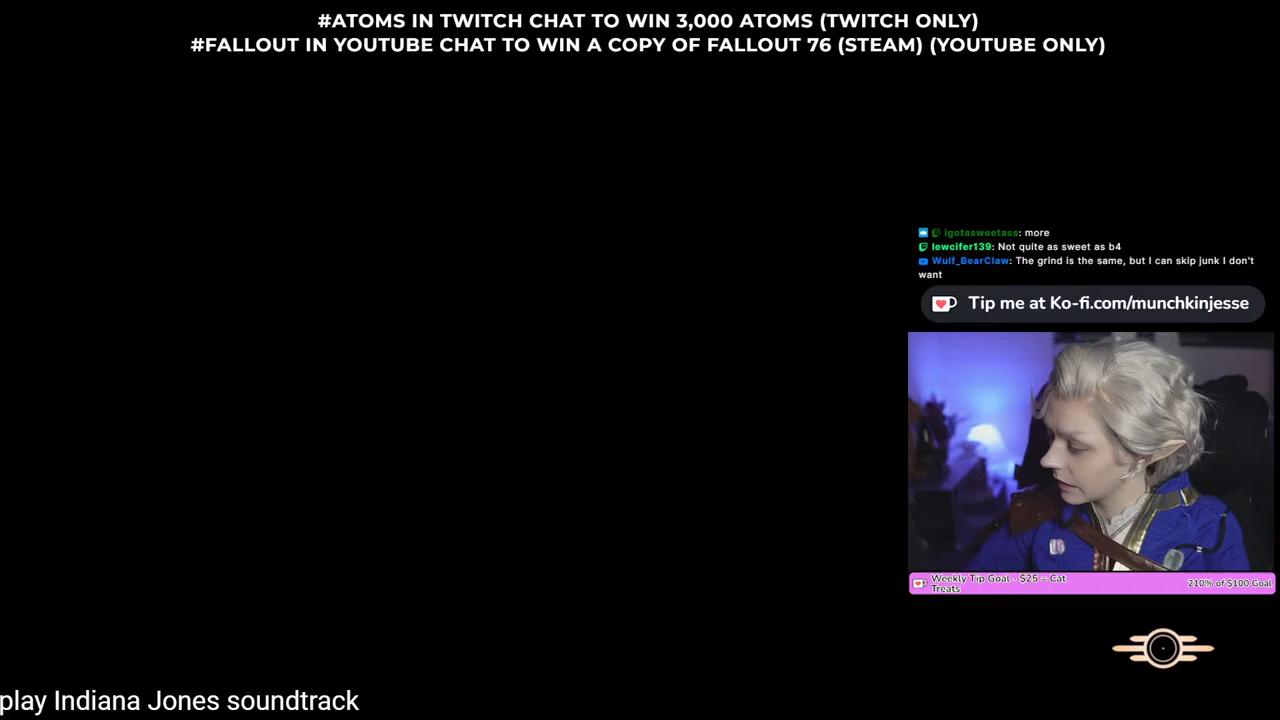 #ATOMS IN TWITCH CHAT TO WIN 3,000 ATOMS (TWITCH ONLY)
#FALLOUT IN YOUTUBE CHAT TO WIN A COPY OF FALLOUT 76 (STEAM) (YOUTUBE ONLY)
igotasweetass: more
lewcifer139: Not quite as sweet as b4
Wulf_BearClaw: The grind is the same, but I can skip junk I don't
want
Tip me at Ko-fi.com/munchkinjesse
Weekly Tip Goal - $25 = Cat
Treats
210% of $100 Goal
play Indiana Jones soundtrack